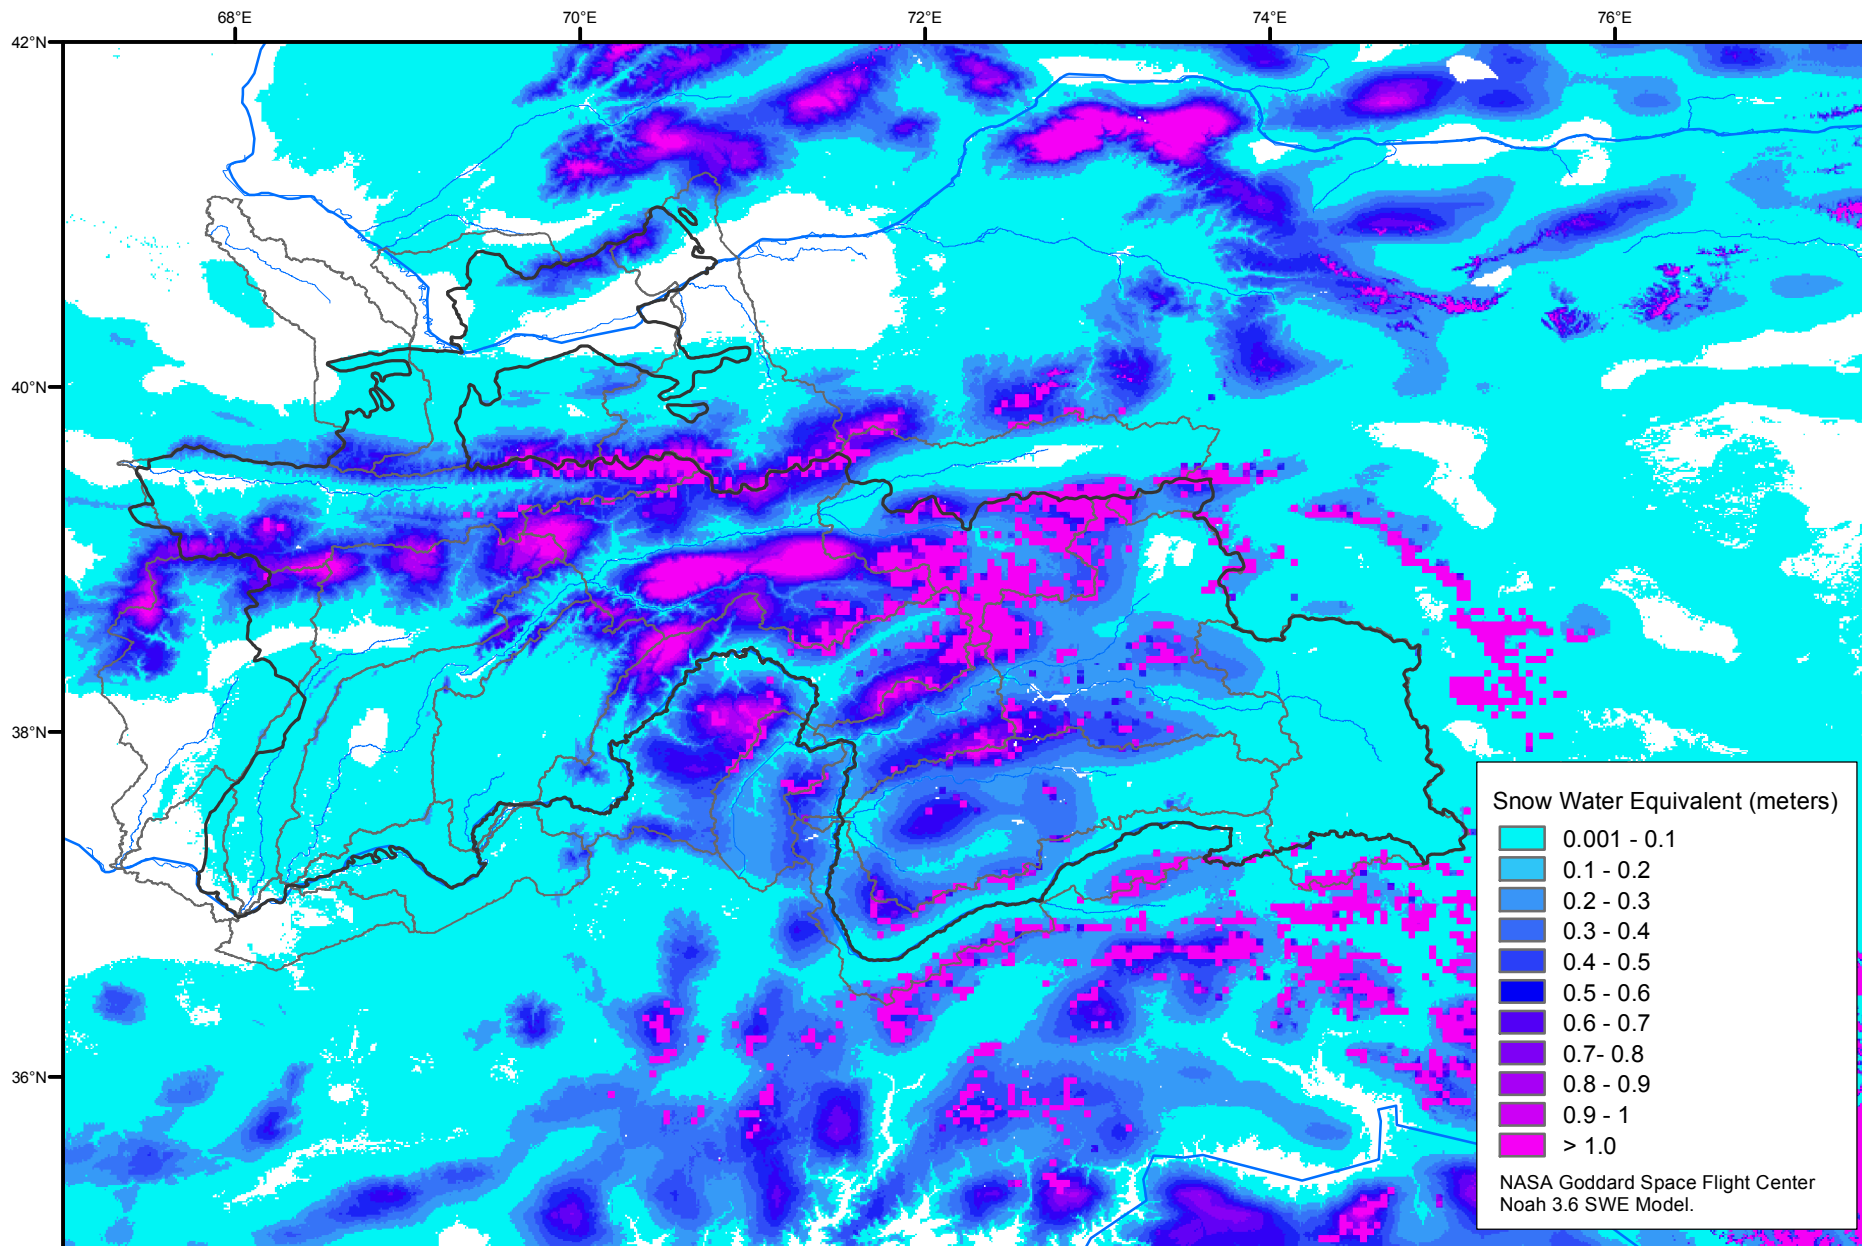 68°E 70°E 72°E 74°E 76°E
42°N
40°N
38°N
36°N
Snow Water Equivalent (meters)
0.001 - 0.1
0.1 - 0.2
0.2 - 0.3
0.3 - 0.4
0.4 - 0.5
0.5 - 0.6
0.6 - 0.7
0.7- 0.8
0.8 - 0.9
0.9 - 1
> 1.0
NASA Goddard Space Flight Center
Noah 3.6 SWE Model.